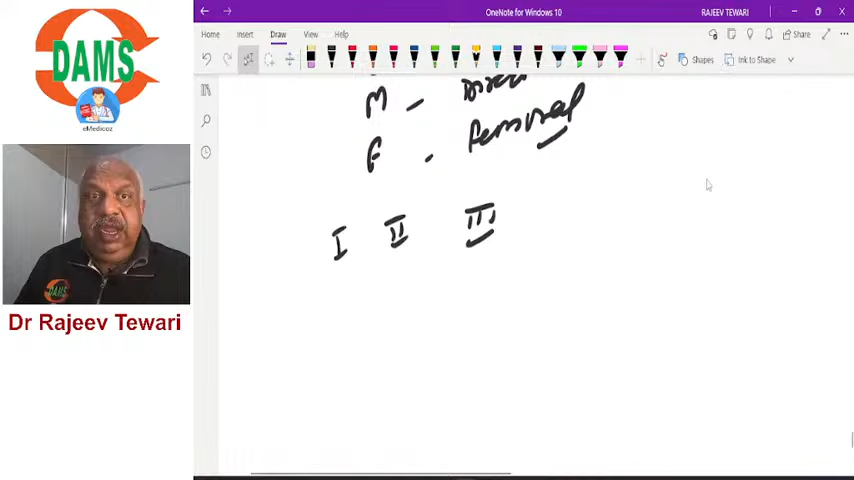 OneNote for Windows 10 RAJEEV TEWARI
Home Insert Draw View Help Share
Shapes Ink to Shape
DAMS
eMedicoz
M -
F - Femoral
I II III
DAMS
Dr Rajeev Tewari